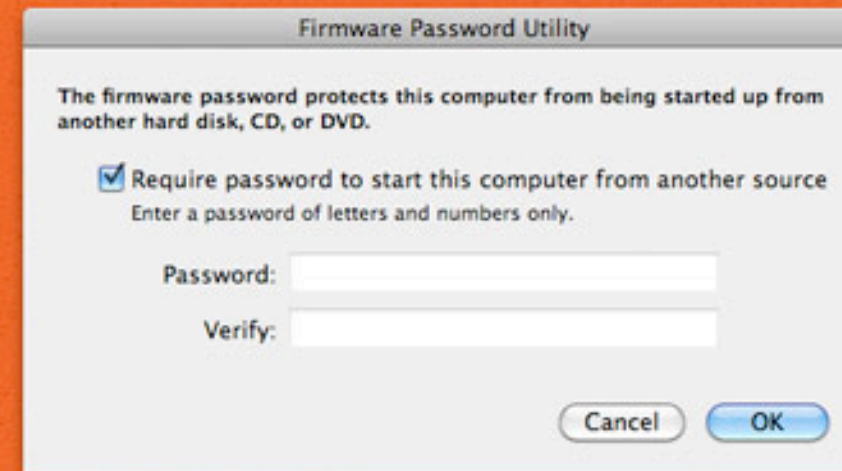 Firmware Password Utility
The firmware password protects this computer from being started up from
another hard disk, CD, or DVD.
Require password to start this computer from another source
Enter a password of letters and numbers only.
Password:
Verify:
Cancel OK